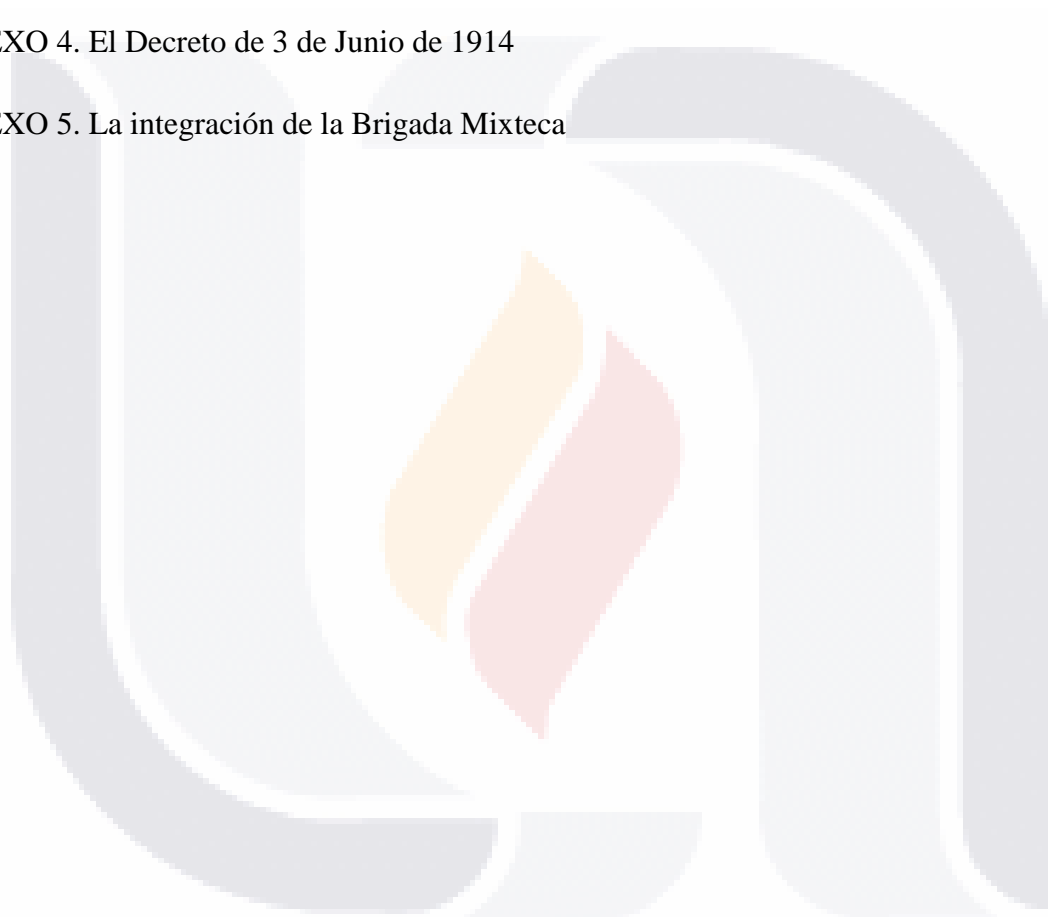 EXO 4. El Decreto de 3 de Junio de 1914
EXO 5. La integración de la Brigada Mixteca